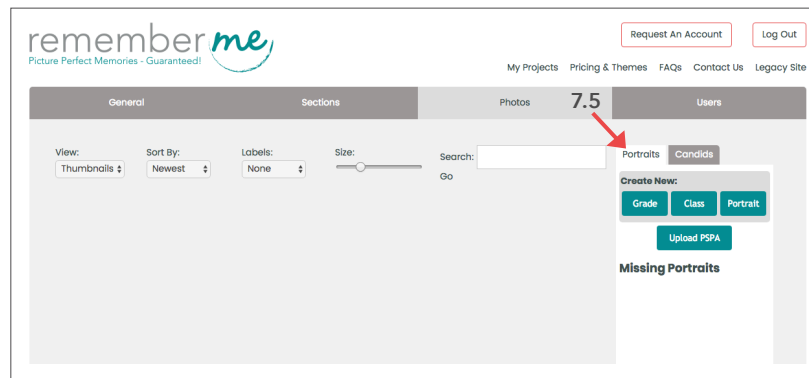 remember me
Picture Perfect Memories - Guaranteed!
Request An Account
Log Out
My Projects Pricing & Themes FAQs Contact Us Legacy Site
General Sections Photos 7.5 Users
View: Sort By: Labels: Size:
Thumbnails Newest None
Search:
Go
Portraits Candids
Create New:
Grade Class Portrait
Upload PSPA
Missing Portraits